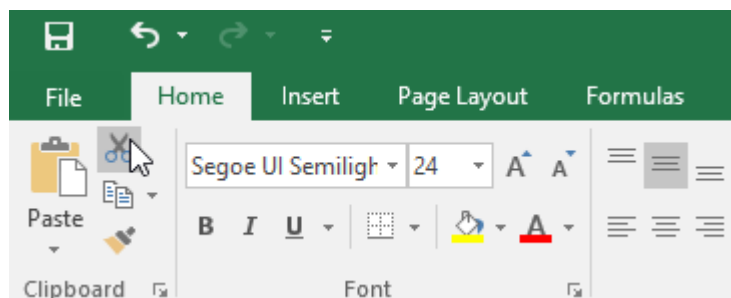 File Home Insert Page Layout Formulas
Segoe UI Semiligh 24 A A
Paste B I U A
Clipboard Font